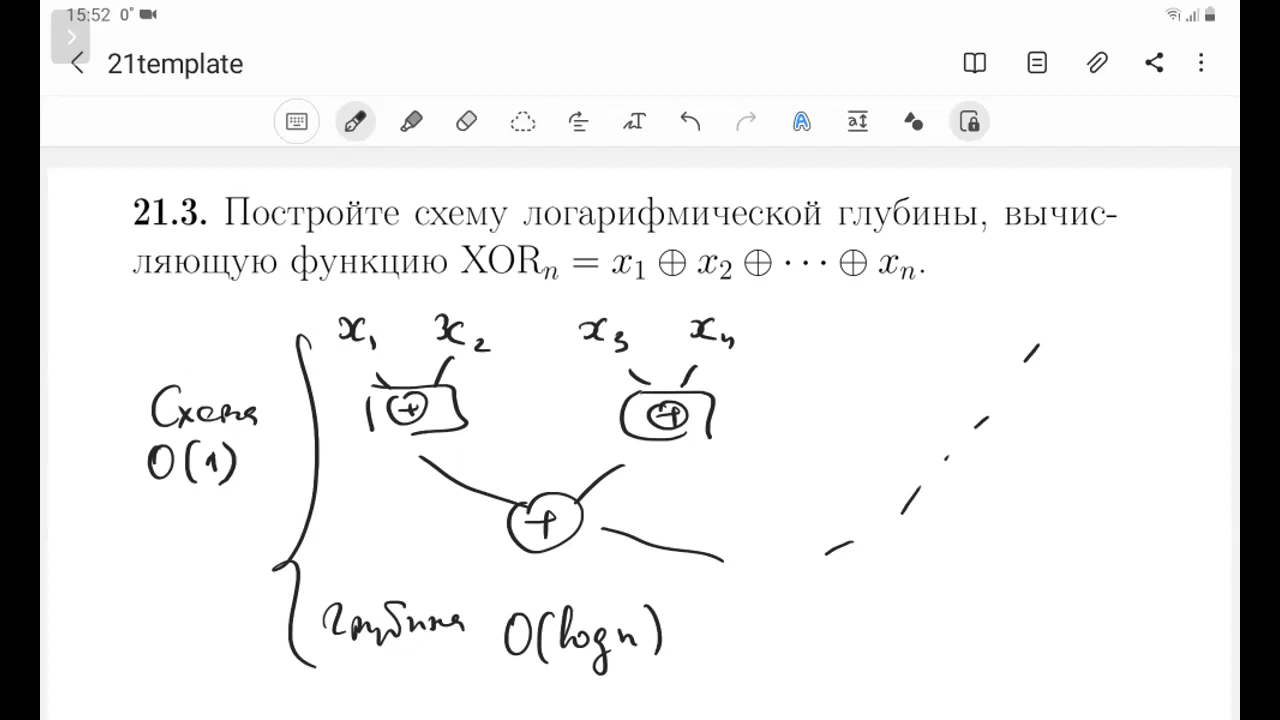 15:52 0°
21template
21.3. Постройте схему логарифмической глубины, вычис-
ляющую функцию XORₙ = x₁ ⊕ x₂ ⊕ ⋯ ⊕ xₙ.
x₁ x₂ x₃ x₄
Схема
O(1)
⊕ ⊕
⊕
глубина O(log n)